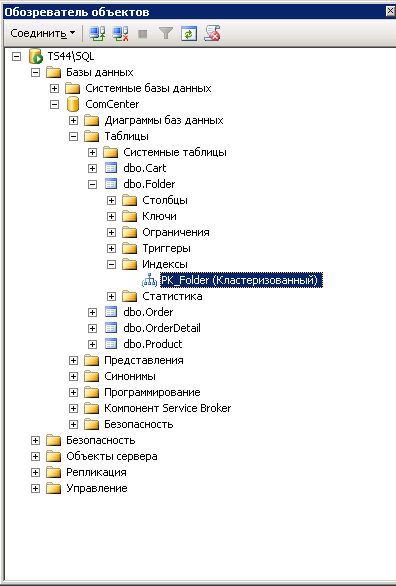 Обозреватель объектов
Соединить
TS44\SQL
Базы данных
Системные базы данных
ComCenter
Диаграммы баз данных
Таблицы
Системные таблицы
dbo.Cart
dbo.Folder
Столбцы
Ключи
Ограничения
Триггеры
Индексы
PK_Folder (Кластеризованный)
Статистика
dbo.Order
dbo.OrderDetail
dbo.Product
Представления
Синонимы
Программирование
Компонент Service Broker
Безопасность
Безопасность
Объекты сервера
Репликация
Управление